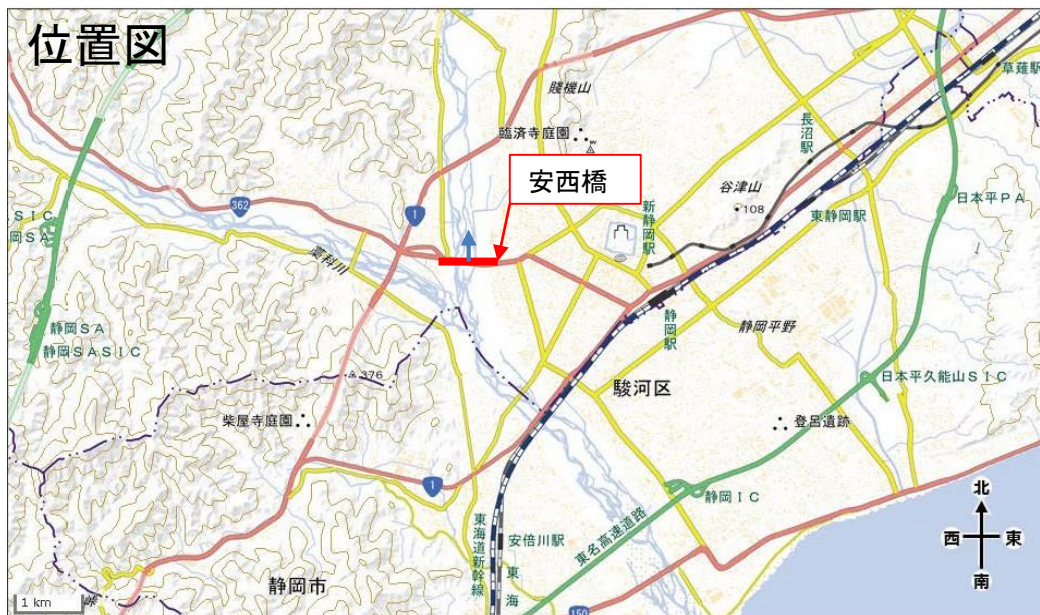 位置図
賤機山
臨済寺庭園
安西橋
362
1
藁科川
ＳＩＣ
岡ＳＡ
静岡ＳＡ
静岡ＳＡＳＩＣ
新静岡駅
谷津山
108
長沼駅
草薙駅
東静岡駅
日本平ＰＡ
静岡駅
静岡平野
376
柴屋寺庭園
駿河区
日本平久能山ＳＩＣ
登呂遺跡
1
静岡ＩＣ
東名高速道路
東海道新幹線
安倍川駅
東海
静岡市
峠
150
1 km
北
西
東
南